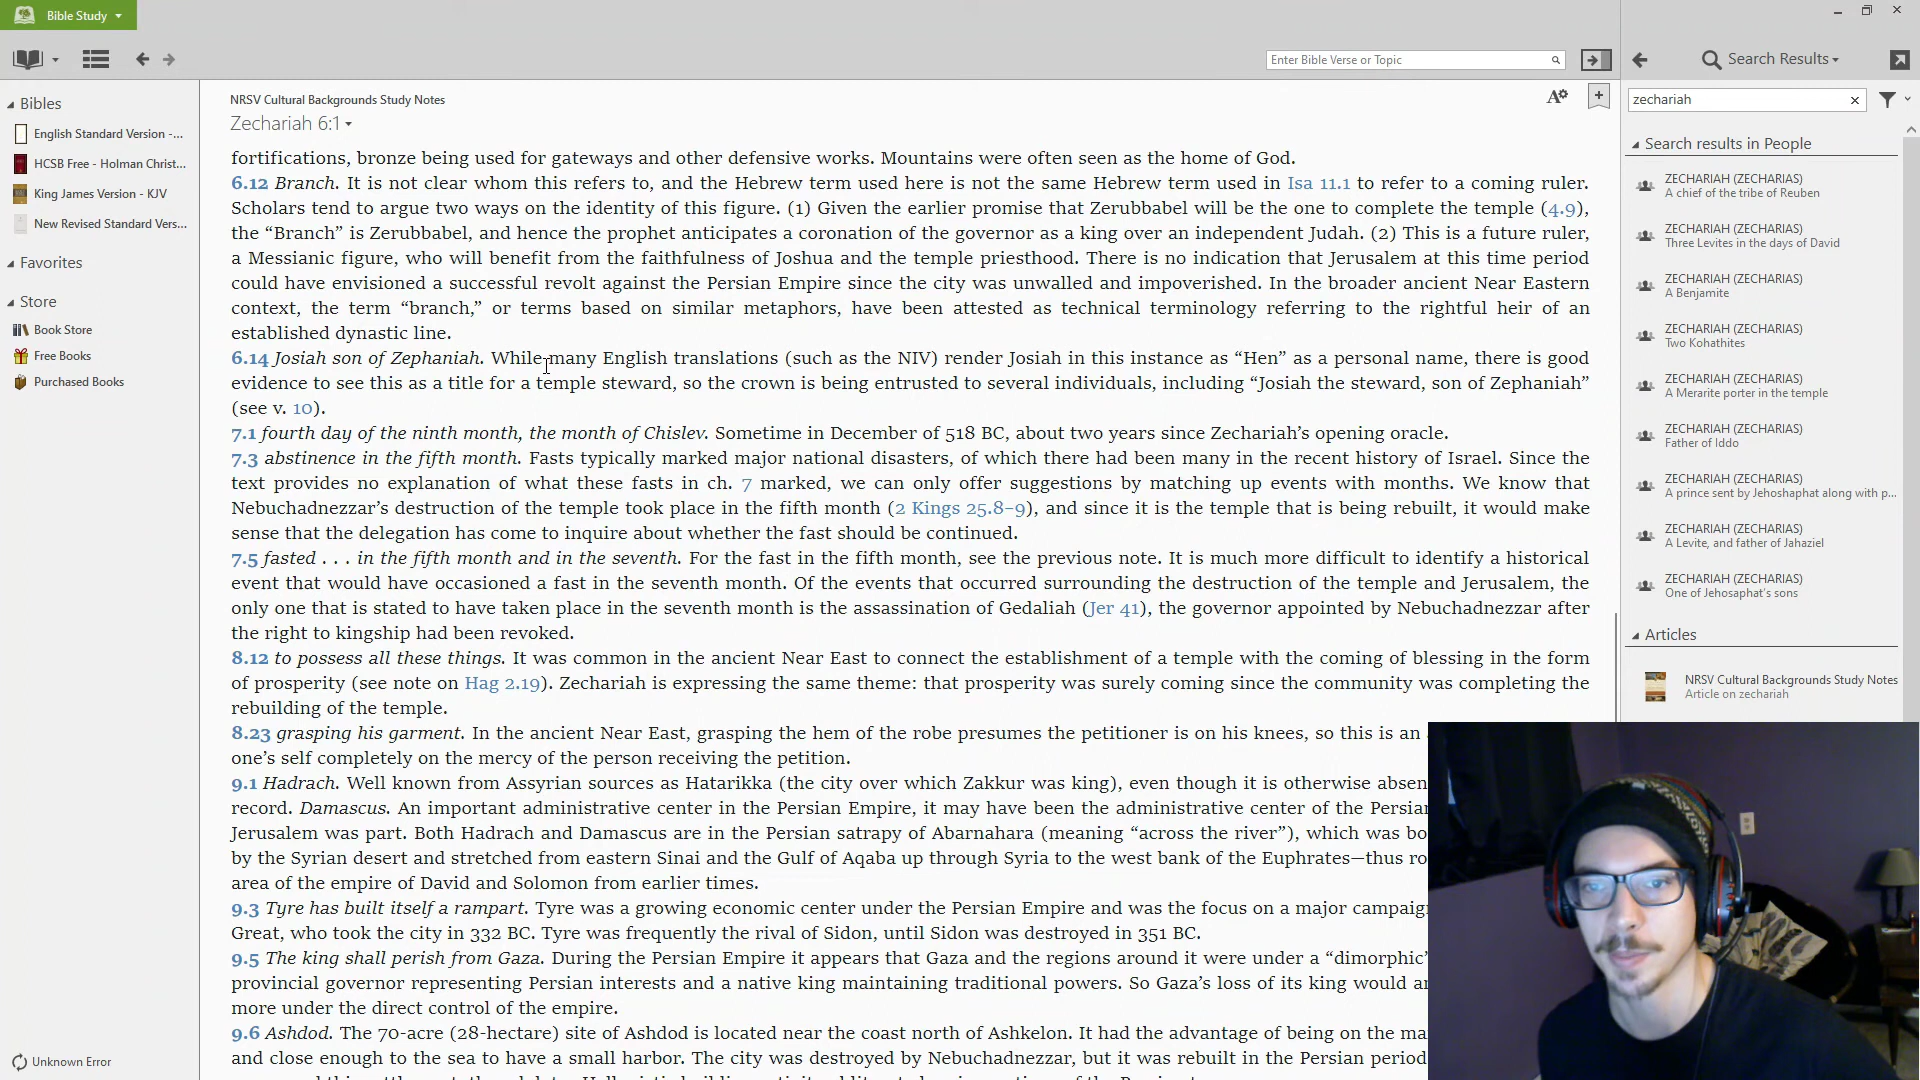 Bible Study
Enter Bible Verse or Topic
Search Results
Bibles
English Standard Version -...
HCSB Free - Holman Christ...
King James Version - KJV
New Revised Standard Vers...
Favorites
Store
Book Store
Free Books
Purchased Books
Unknown Error
NRSV Cultural Backgrounds Study Notes
Zechariah 6:1
fortifications, bronze being used for gateways and other defensive works. Mountains were often seen as the home of God.
6.12 Branch. It is not clear whom this refers to, and the Hebrew term used here is not the same Hebrew term used in Isa 11.1 to refer to a coming ruler.
Scholars tend to argue two ways on the identity of this figure. (1) Given the earlier promise that Zerubbabel will be the one to complete the temple (4.9),
the “Branch” is Zerubbabel, and hence the prophet anticipates a coronation of the governor as a king over an independent Judah. (2) This is a future ruler,
a Messianic figure, who will benefit from the faithfulness of Joshua and the temple priesthood. There is no indication that Jerusalem at this time period
could have envisioned a successful revolt against the Persian Empire since the city was unwalled and impoverished. In the broader ancient Near Eastern
context, the term “branch,” or terms based on similar metaphors, have been attested as technical terminology referring to the rightful heir of an
established dynastic line.
6.14 Josiah son of Zephaniah. While many English translations (such as the NIV) render Josiah in this instance as “Hen” as a personal name, there is good
evidence to see this as a title for a temple steward, so the crown is being entrusted to several individuals, including “Josiah the steward, son of Zephaniah”
(see v. 10).
7.1 fourth day of the ninth month, the month of Chislev. Sometime in December of 518 BC, about two years since Zechariah’s opening oracle.
7.3 abstinence in the fifth month. Fasts typically marked major national disasters, of which there had been many in the recent history of Israel. Since the
text provides no explanation of what these fasts in ch. 7 marked, we can only offer suggestions by matching up events with months. We know that
Nebuchadnezzar’s destruction of the temple took place in the fifth month (2 Kings 25.8–9), and since it is the temple that is being rebuilt, it would make
sense that the delegation has come to inquire about whether the fast should be continued.
7.5 fasted . . . in the fifth month and in the seventh. For the fast in the fifth month, see the previous note. It is much more difficult to identify a historical
event that would have occasioned a fast in the seventh month. Of the events that occurred surrounding the destruction of the temple and Jerusalem, the
only one that is stated to have taken place in the seventh month is the assassination of Gedaliah (Jer 41), the governor appointed by Nebuchadnezzar after
the right to kingship had been revoked.
8.12 to possess all these things. It was common in the ancient Near East to connect the establishment of a temple with the coming of blessing in the form
of prosperity (see note on Hag 2.19). Zechariah is expressing the same theme: that prosperity was surely coming since the community was completing the
rebuilding of the temple.
8.23 grasping his garment. In the ancient Near East, grasping the hem of the robe presumes the petitioner is on his knees, so this is an
one’s self completely on the mercy of the person receiving the petition.
9.1 Hadrach. Well known from Assyrian sources as Hatarikka (the city over which Zakkur was king), even though it is otherwise absen
record. Damascus. An important administrative center in the Persian Empire, it may have been the administrative center of the Persian
Jerusalem was part. Both Hadrach and Damascus are in the Persian satrapy of Abarnahara (meaning “across the river”), which was bo
by the Syrian desert and stretched from eastern Sinai and the Gulf of Aqaba up through Syria to the west bank of the Euphrates—thus ro
area of the empire of David and Solomon from earlier times.
9.3 Tyre has built itself a rampart. Tyre was a growing economic center under the Persian Empire and was the focus on a major campaig
Great, who took the city in 332 BC. Tyre was frequently the rival of Sidon, until Sidon was destroyed in 351 BC.
9.5 The king shall perish from Gaza. During the Persian Empire it appears that Gaza and the regions around it were under a “dimorphic”
provincial governor representing Persian interests and a native king maintaining traditional powers. So Gaza’s loss of its king would
more under the direct control of the empire.
9.6 Ashdod. The 70-acre (28-hectare) site of Ashdod is located near the coast north of Ashkelon. It had the advantage of being on the
and close enough to the sea to have a small harbor. The city was destroyed by Nebuchadnezzar, but it was rebuilt in the Persian period
zechariah
Search results in People
ZECHARIAH (ZECHARIAS)
A chief of the tribe of Reuben
ZECHARIAH (ZECHARIAS)
Three Levites in the days of David
ZECHARIAH (ZECHARIAS)
A Benjamite
ZECHARIAH (ZECHARIAS)
Two Kohathites
ZECHARIAH (ZECHARIAS)
A Merarite porter in the temple
ZECHARIAH (ZECHARIAS)
Father of Iddo
ZECHARIAH (ZECHARIAS)
A prince sent by Jehoshaphat along with p...
ZECHARIAH (ZECHARIAS)
A Levite, and father of Jahaziel
ZECHARIAH (ZECHARIAS)
One of Jehosaphat's sons
Articles
NRSV Cultural Backgrounds Study Notes
Article on zechariah